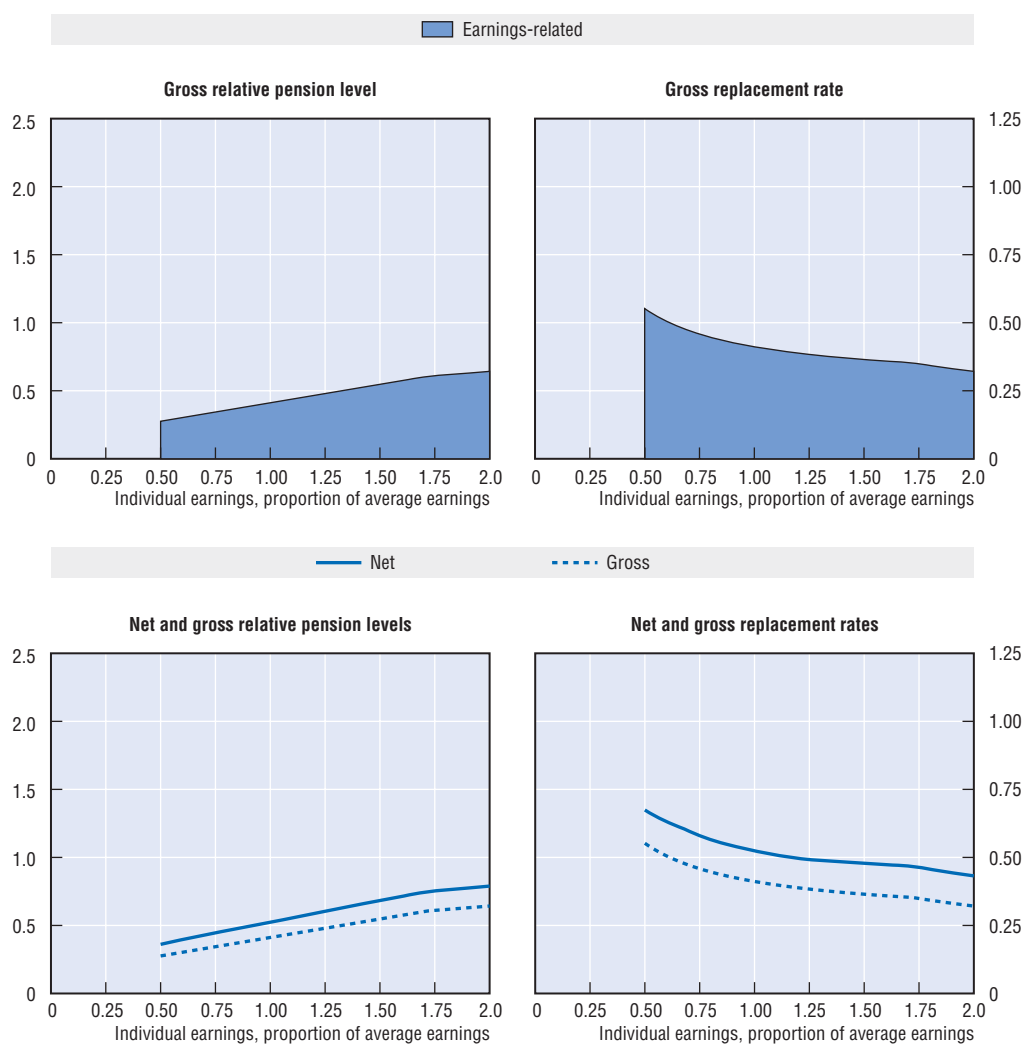 Earnings-related
Gross relative pension level
2.5
2.0
1.5
1.0
0.5
0
0 0.25 0.50 0.75 1.00 1.25 1.50 1.75 2.0
Individual earnings, proportion of average earnings
Gross replacement rate
1.25
1.00
0.75
0.50
0.25
0
0 0.25 0.50 0.75 1.00 1.25 1.50 1.75 2.0
Individual earnings, proportion of average earnings
Net Gross
Net and gross relative pension levels
2.5
2.0
1.5
1.0
0.5
0
0 0.25 0.50 0.75 1.00 1.25 1.50 1.75 2.0
Individual earnings, proportion of average earnings
Net and gross replacement rates
1.25
1.00
0.75
0.50
0.25
0
0 0.25 0.50 0.75 1.00 1.25 1.50 1.75 2.0
Individual earnings, proportion of average earnings